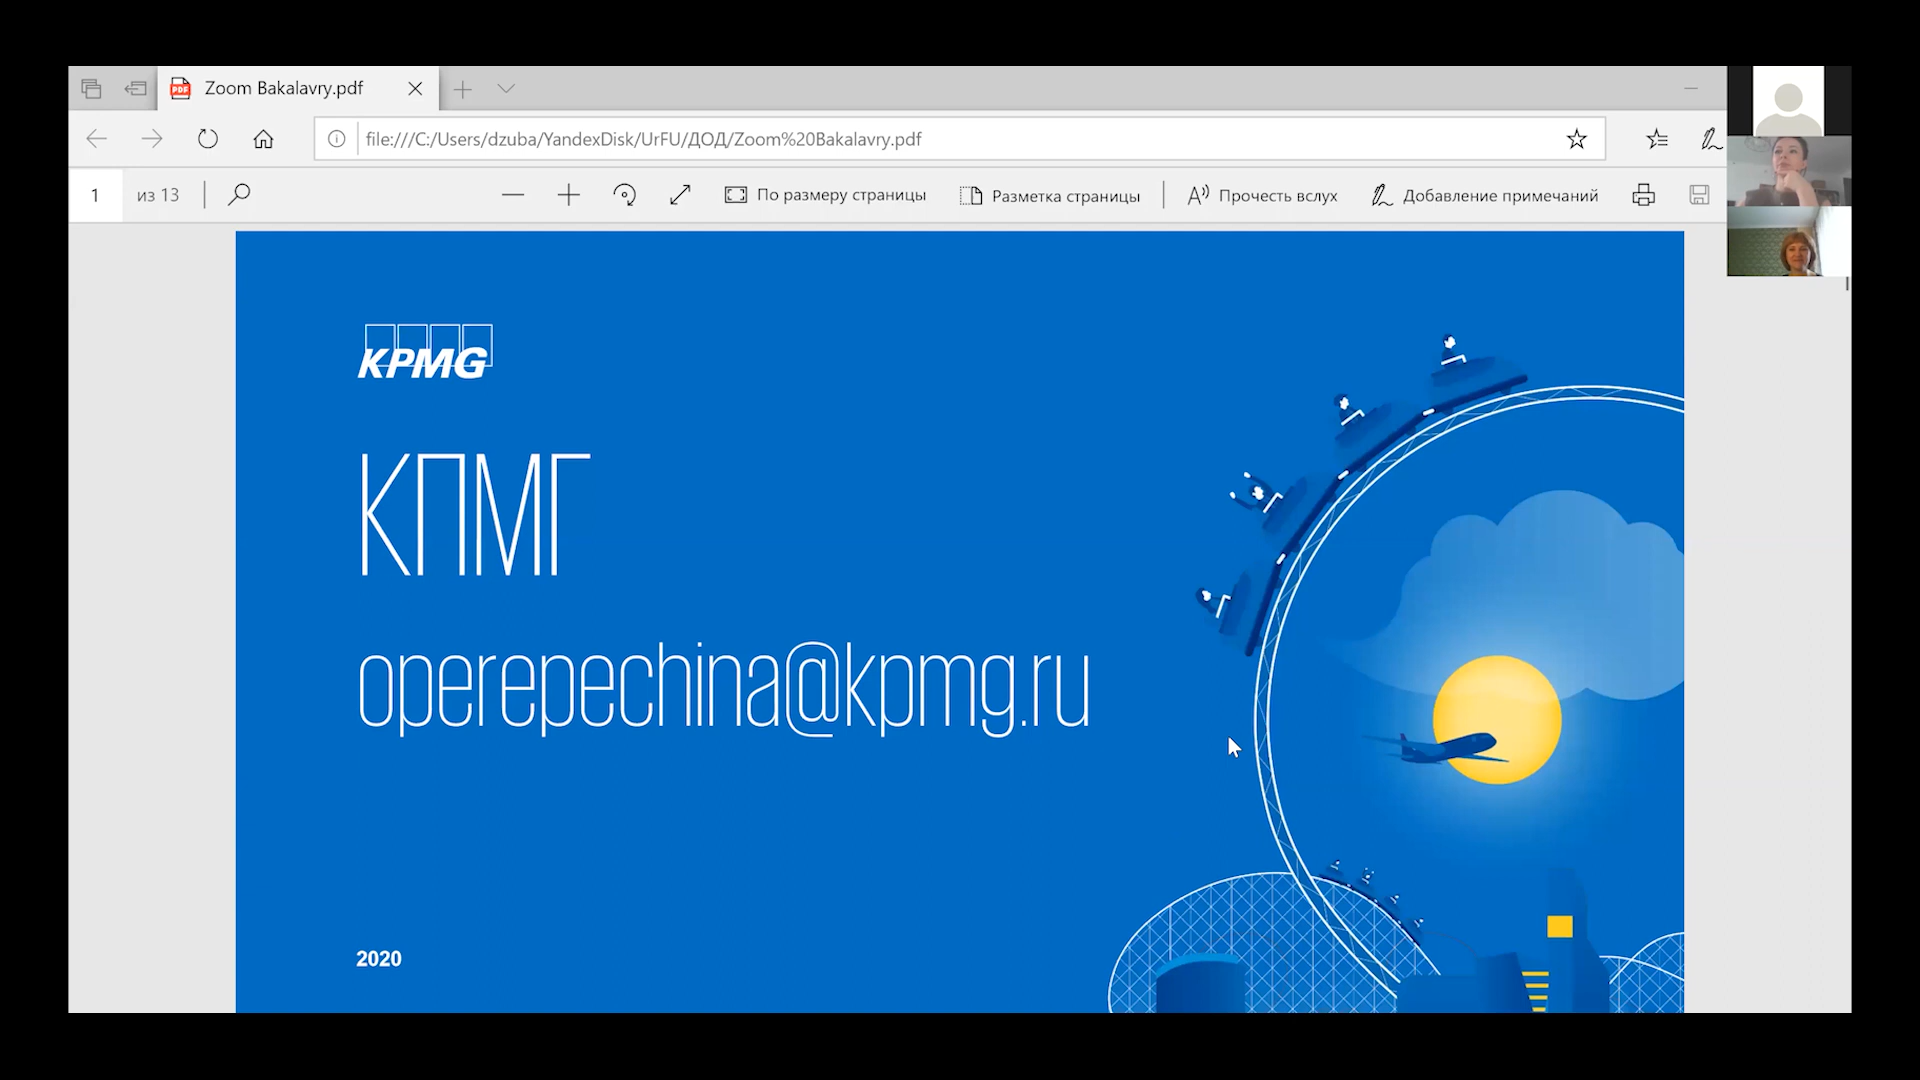 Zoom Bakalavry.pdf
file:///C:/Users/dzuba/YandexDisk/UrFU/ДОД/Zoom%20Bakalavry.pdf
1 из 13 По размеру страницы Разметка страницы Прочесть вслух Добавление примечаний
KPMG
КПМГ
operepechina@kpmg.ru
2020